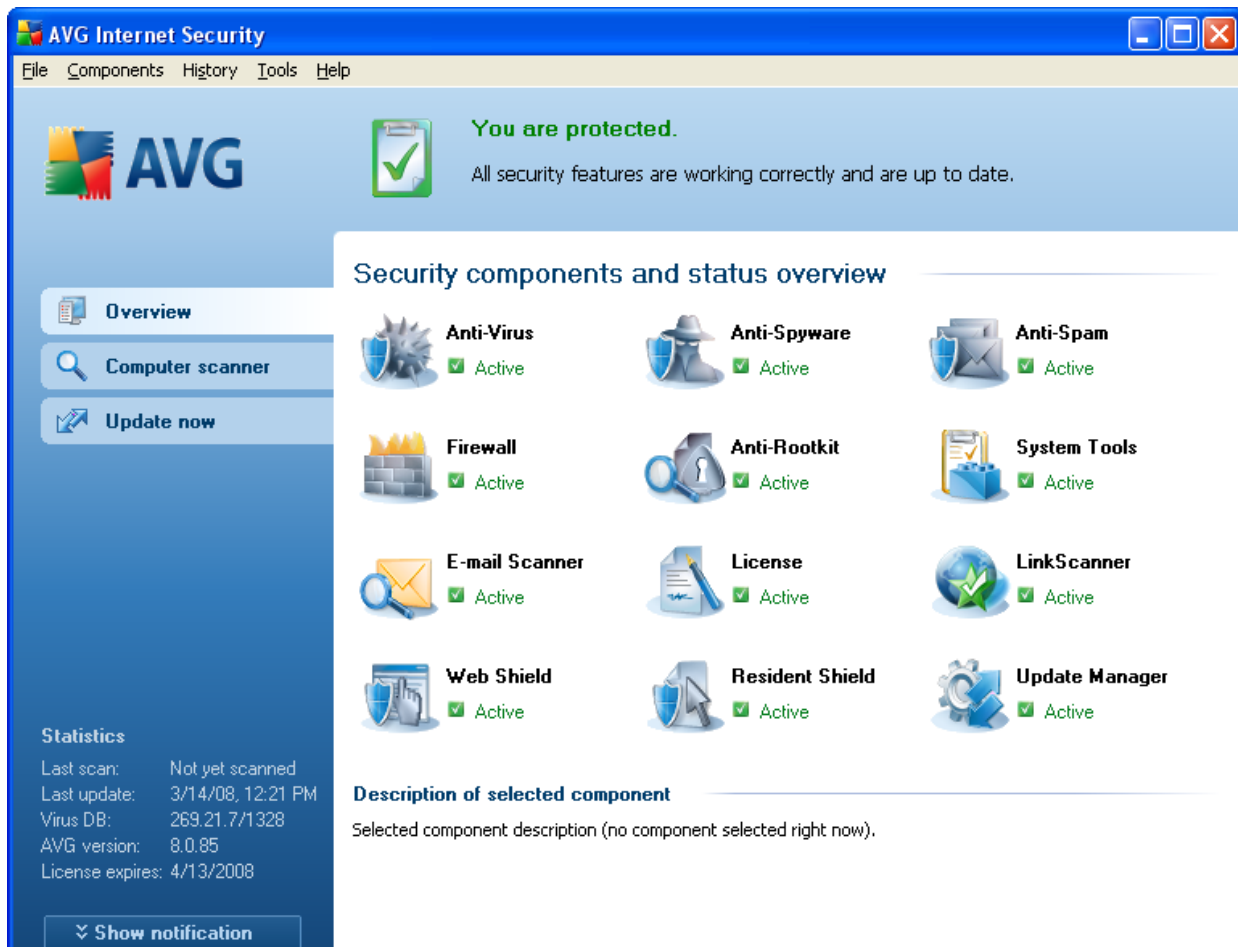 AVG Internet Security
File Components History Tools Help
AVG
You are protected.
All security features are working correctly and are up to date.
Overview
Computer scanner
Update now
Security components and status overview
Anti-Virus
Active
Anti-Spyware
Active
Anti-Spam
Active
Firewall
Active
Anti-Rootkit
Active
System Tools
Active
E-mail Scanner
Active
License
Active
LinkScanner
Active
Web Shield
Active
Resident Shield
Active
Update Manager
Active
Statistics
Last scan: Not yet scanned
Last update: 3/14/08, 12:21 PM
Virus DB: 269.21.7/1328
AVG version: 8.0.85
License expires: 4/13/2008
Show notification
Description of selected component
Selected component description (no component selected right now).